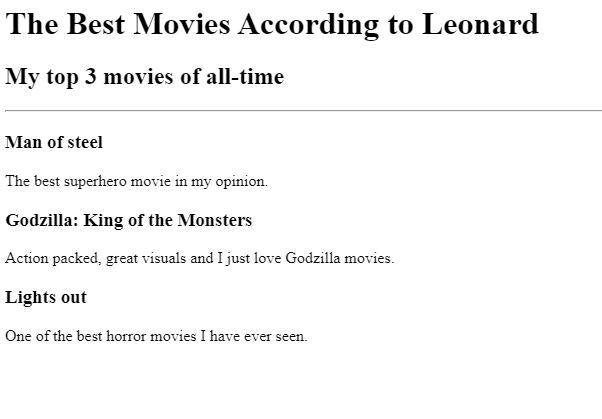 The Best Movies According to Leonard
My top 3 movies of all-time
Man of steel
The best superhero movie in my opinion.
Godzilla: King of the Monsters
Action packed, great visuals and I just love Godzilla movies.
Lights out
One of the best horror movies I have ever seen.